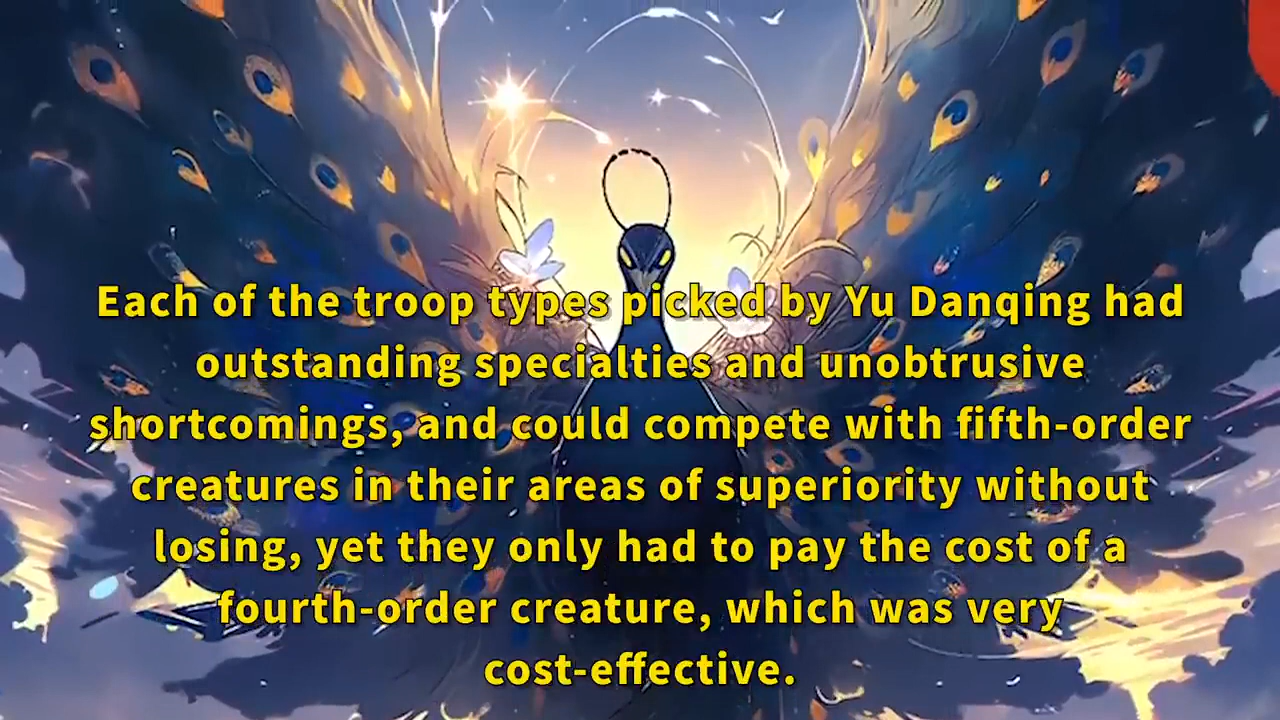 Each of the troop types picked by Yu Danqing had
outstanding specialties and unobtrusive
shortcomings, and could compete with fifth-order
creatures in their areas of superiority without
losing, yet they only had to pay the cost of a
fourth-order creature, which was very
cost-effective.